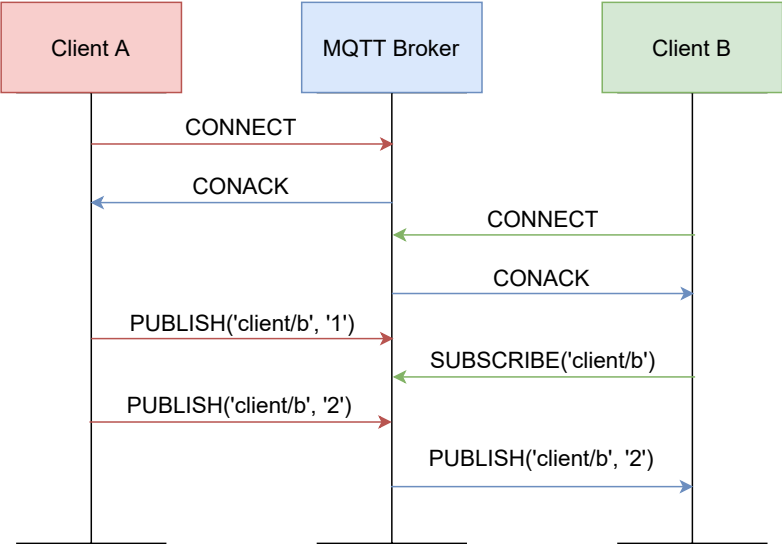 Client A
MQTT Broker
Client B
CONNECT
CONACK
CONNECT
CONACK
PUBLISH('client/b', '1')
SUBSCRIBE('client/b')
PUBLISH('client/b', '2')
PUBLISH('client/b', '2')